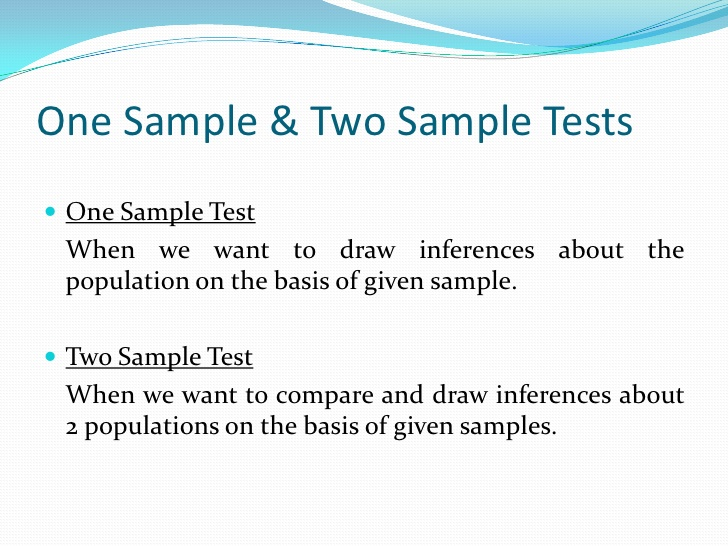 One Sample & Two Sample Tests
One Sample Test
When we want to draw inferences about the
population on the basis of given sample.
Two Sample Test
When we want to compare and draw inferences about
2 populations on the basis of given samples.